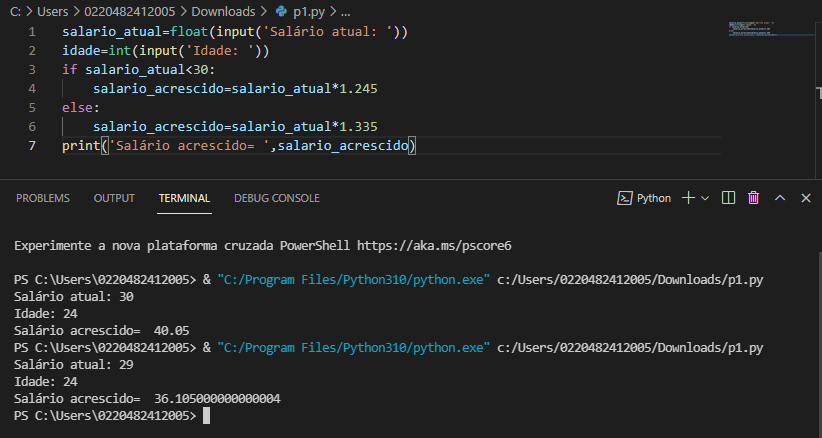 C: > Users > 0220482412005 > Downloads > p1.py > ...
1 salario_atual=float(input('Salário atual: '))
2 idade=int(input('Idade: '))
3 if salario_atual<30:
4 salario_acrescido=salario_atual*1.245
5 else:
6 salario_acrescido=salario_atual*1.335
7 print('Salário acrescido= ',salario_acrescido)
PROBLEMS OUTPUT TERMINAL DEBUG CONSOLE Python
Experimente a nova plataforma cruzada PowerShell https://aka.ms/pscore6
PS C:\Users\0220482412005> & "C:/Program Files/Python310/python.exe" c:/Users/0220482412005/Downloads/p1.py
Salário atual: 30
Idade: 24
Salário acrescido=  40.05
PS C:\Users\0220482412005> & "C:/Program Files/Python310/python.exe" c:/Users/0220482412005/Downloads/p1.py
Salário atual: 29
Idade: 24
Salário acrescido=  36.105000000000004
PS C:\Users\0220482412005>